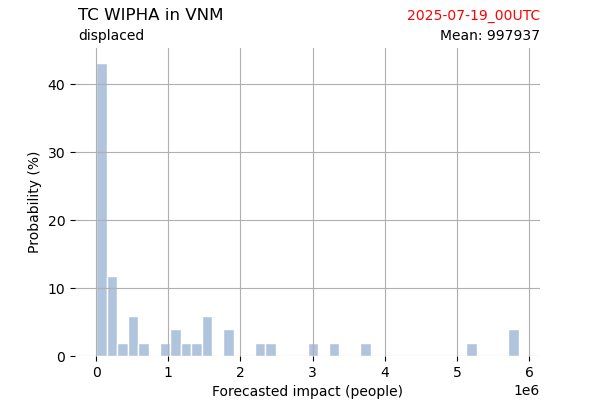 TC WIPHA in VNM
2025-07-19_00UTC
displaced
Mean: 997937
Probability (%)
40
30
20
10
0
0 1 2 3 4 5 6
1e6
Forecasted impact (people)